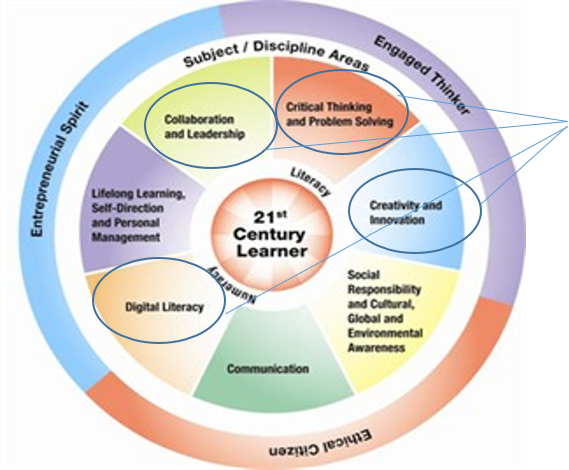 Subject / Discipline Areas
Engaged Thinker
Entrepreneurial Spirit
Collaboration
and Leadership
Critical Thinking
and Problem Solving
Literacy
Lifelong Learning,
Self-Direction
and Personal
Management
21st
Century
Learner
Creativity and
Innovation
Numeracy
Digital Literacy
Social
Responsibility
and Cultural,
Global and
Environmental
Awareness
Communication
Ethical Citizen